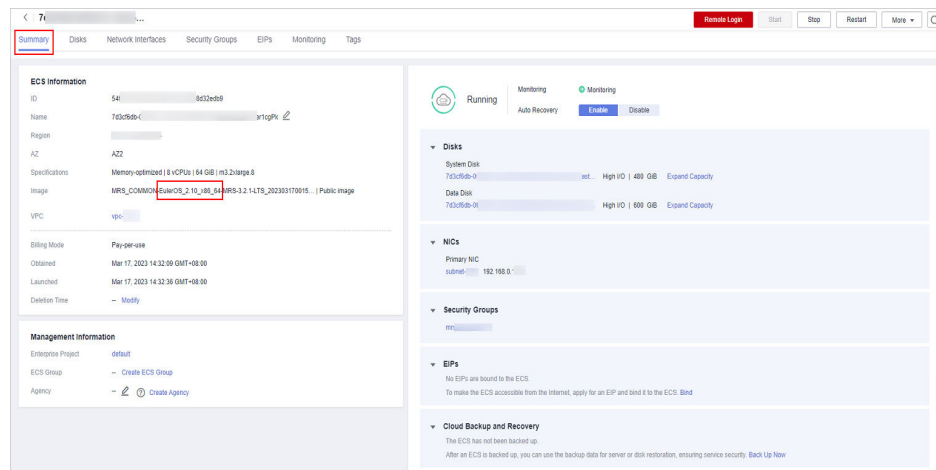 7
...
Remote Login Start Stop Restart More
Summary Disks Network Interfaces Security Groups EIPs Monitoring Tags
ECS Information
ID 8d32edb9
Name 7d3cf6db- er1cgPk
Region
AZ AZ2
Specifications Memory-optimized | 8 vCPUs | 64 GiB | m3.2xlarge.8
Image MRS_COMMON-EulerOS_2.10_x86_64-MRS-3.2.1-LTS_202303170015... | Public image
VPC vpc-
Billing Mode Pay-per-use
Obtained Mar 17, 2023 14:32:09 GMT+08:00
Launched Mar 17, 2023 14:32:36 GMT+08:00
Deletion Time -- Modify
Management Information
Enterprise Project default
ECS Group -- Create ECS Group
Agency -- Create Agency
Running
Monitoring Monitoring
Auto Recovery Enable Disable
Disks
System Disk
7d3cf6db-0 ast... High I/O | 480 GiB Expand Capacity
Data Disk
7d3cf6db-0 High I/O | 600 GiB Expand Capacity
NICs
Primary NIC
subnet- 192.168.0.
Security Groups
EIPs
No EIPs are bound to the ECS.
To make the ECS accessible from the Internet, apply for an EIP and bind it to the ECS. Bind
Cloud Backup and Recovery
The ECS has not been backed up.
After an ECS is backed up, you can use the backup data for server or disk restoration, ensuring service security. Back Up Now